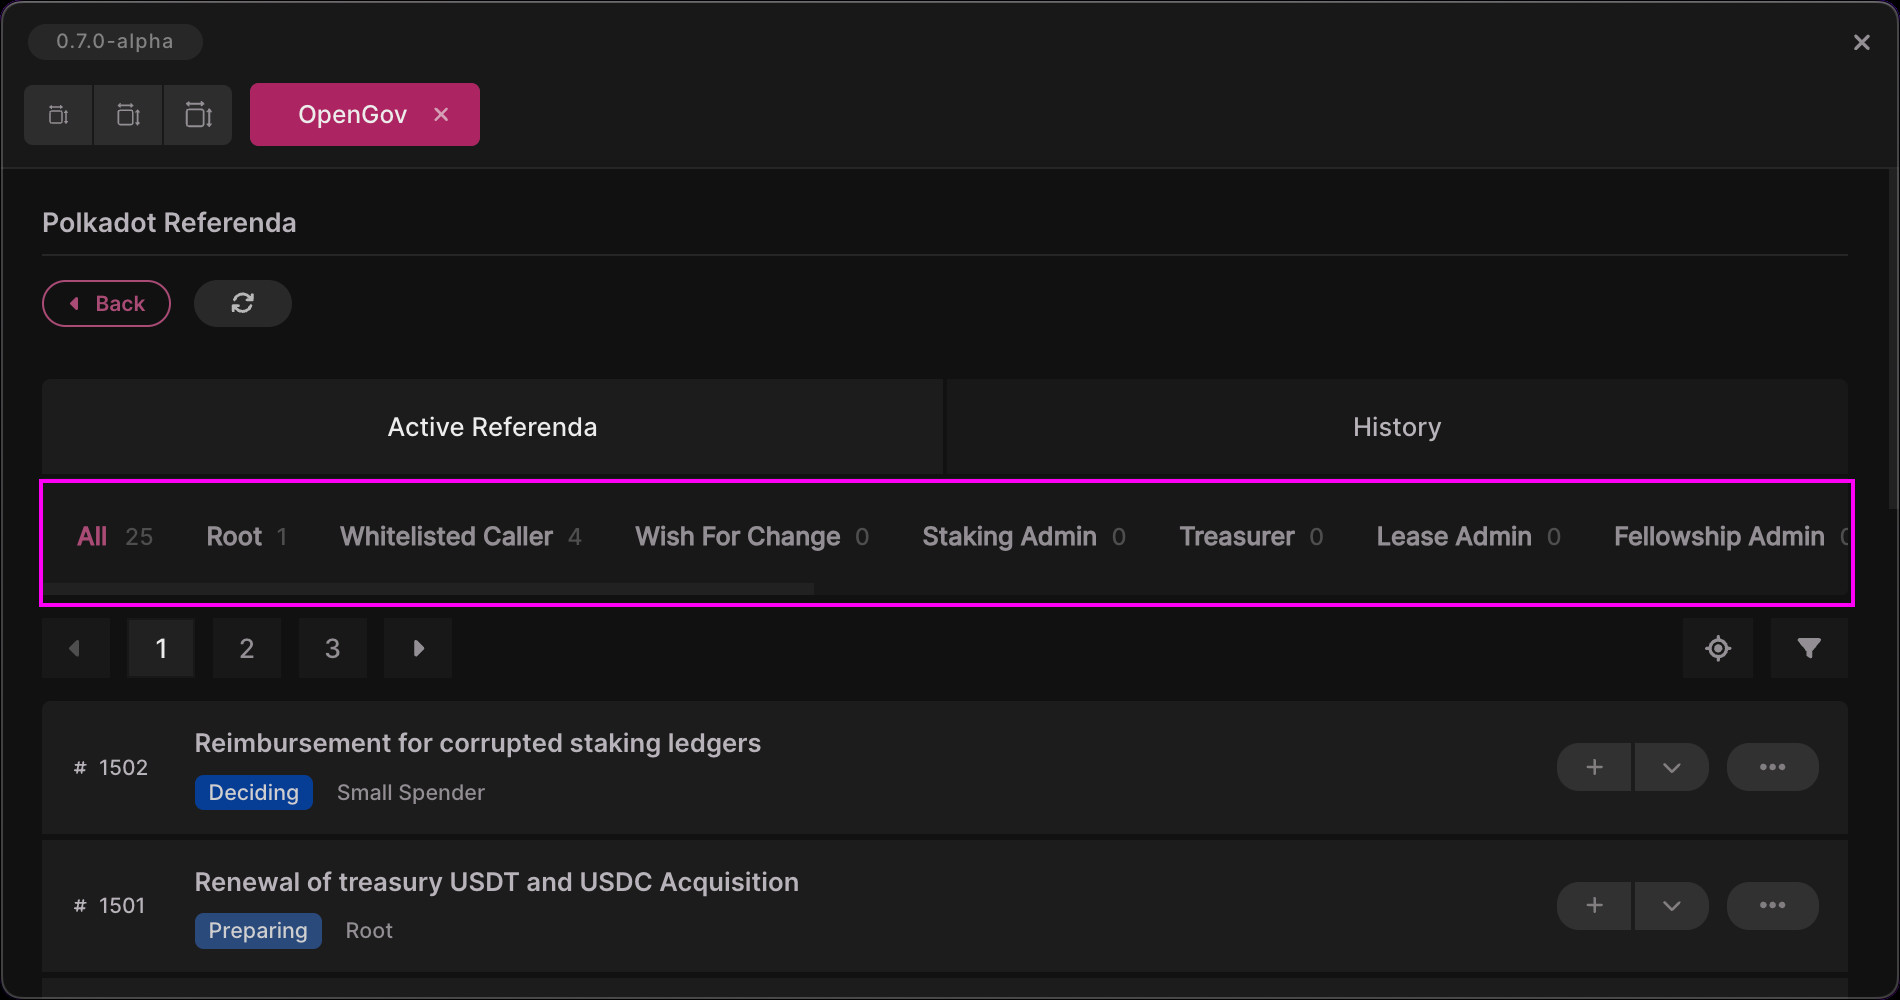 0.7.0-alpha
OpenGov
Polkadot Referenda
Back
Active Referenda History
All 25 Root 1 Whitelisted Caller 4 Wish For Change 0 Staking Admin 0 Treasurer 0 Lease Admin 0 Fellowship Admin
1 2 3
# 1502 Reimbursement for corrupted staking ledgers
Deciding Small Spender
# 1501 Renewal of treasury USDT and USDC Acquisition
Preparing Root